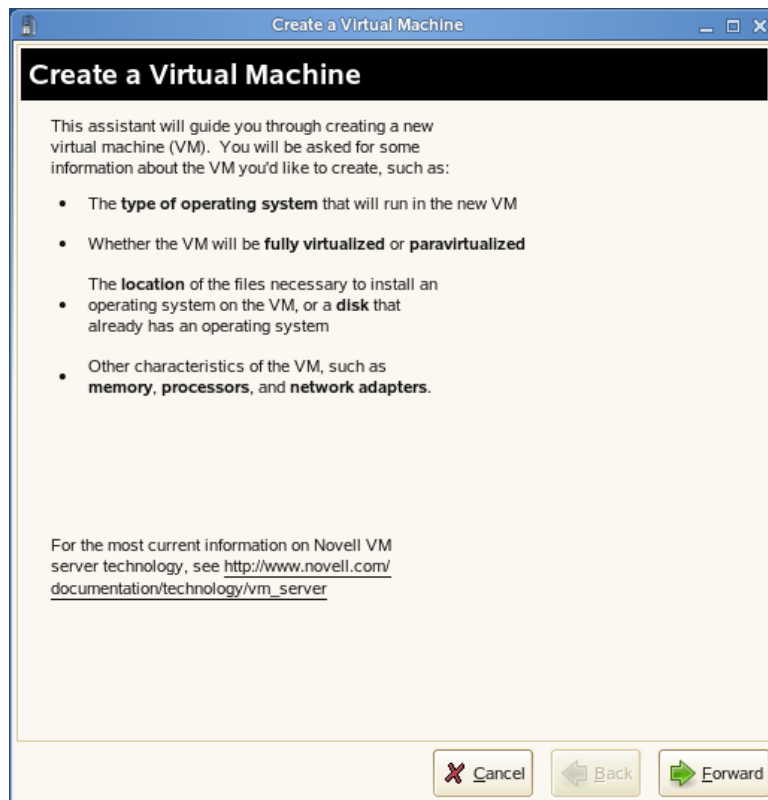 Create a Virtual Machine
Create a Virtual Machine
This assistant will guide you through creating a new
virtual machine (VM). You will be asked for some
information about the VM you'd like to create, such as:
• The type of operating system that will run in the new VM
• Whether the VM will be fully virtualized or paravirtualized
The location of the files necessary to install an
• operating system on the VM, or a disk that
already has an operating system
Other characteristics of the VM, such as
• memory, processors, and network adapters.
For the most current information on Novell VM
server technology, see http://www.novell.com/
documentation/technology/vm_server
Cancel
Back
Forward